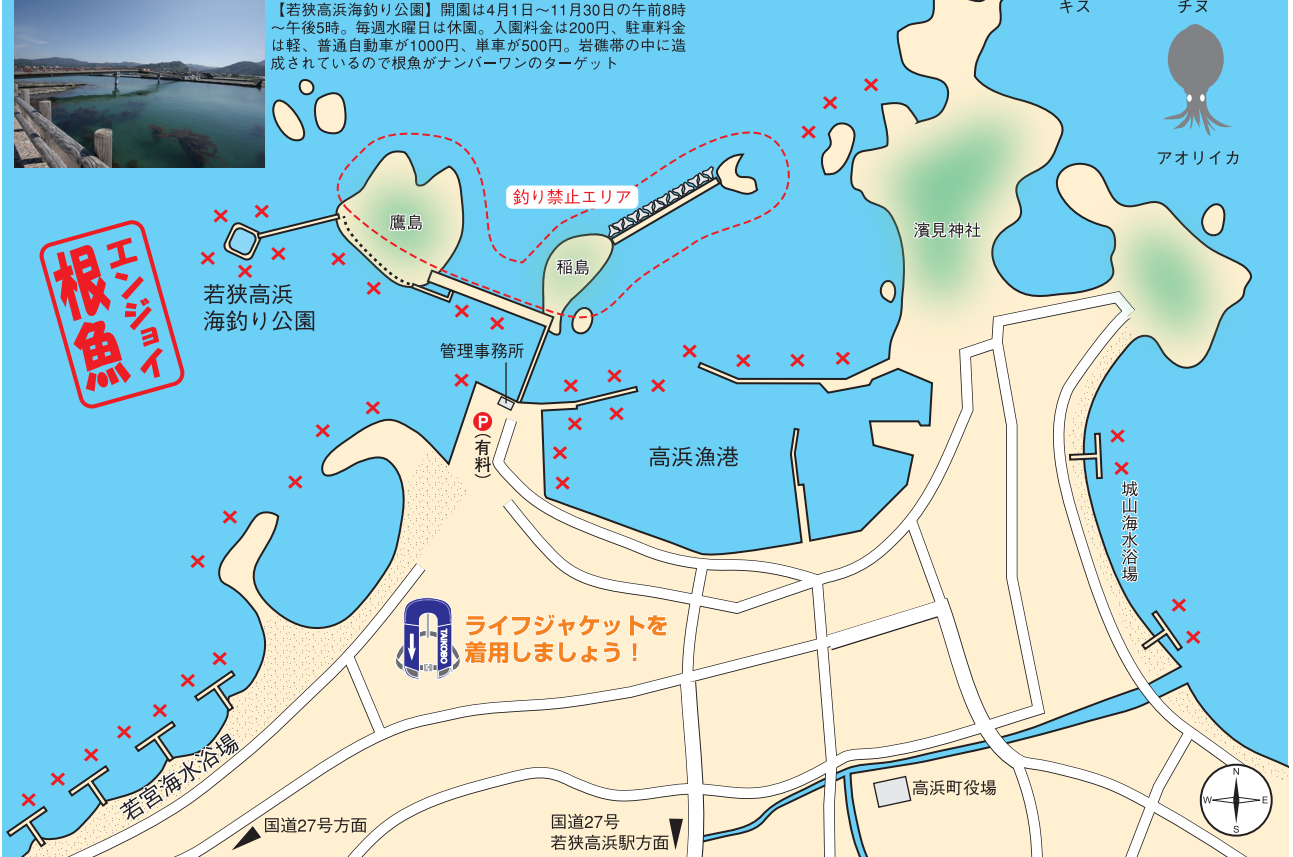 【若狭高浜海釣り公園】開園は4月1日～11月30日の午前8時
～午後5時。毎週水曜日は休園。入園料金は200円、駐車料金
は軽、普通自動車が1000円、単車が500円。岩礁帯の中に造
成されているので根魚がナンバーワンのターゲット
キス
チヌ
アオリイカ
釣り禁止エリア
鷹島
稲島
濱見神社
エンジョイ
根魚
若狭高浜
海釣り公園
管理事務所
P
(有料)
高浜漁港
城山海水浴場
TAIKOBO
ライフジャケットを
着用しましょう！
若宮海水浴場
国道27号方面
国道27号
若狭高浜駅方面
高浜町役場
N
W
E
S